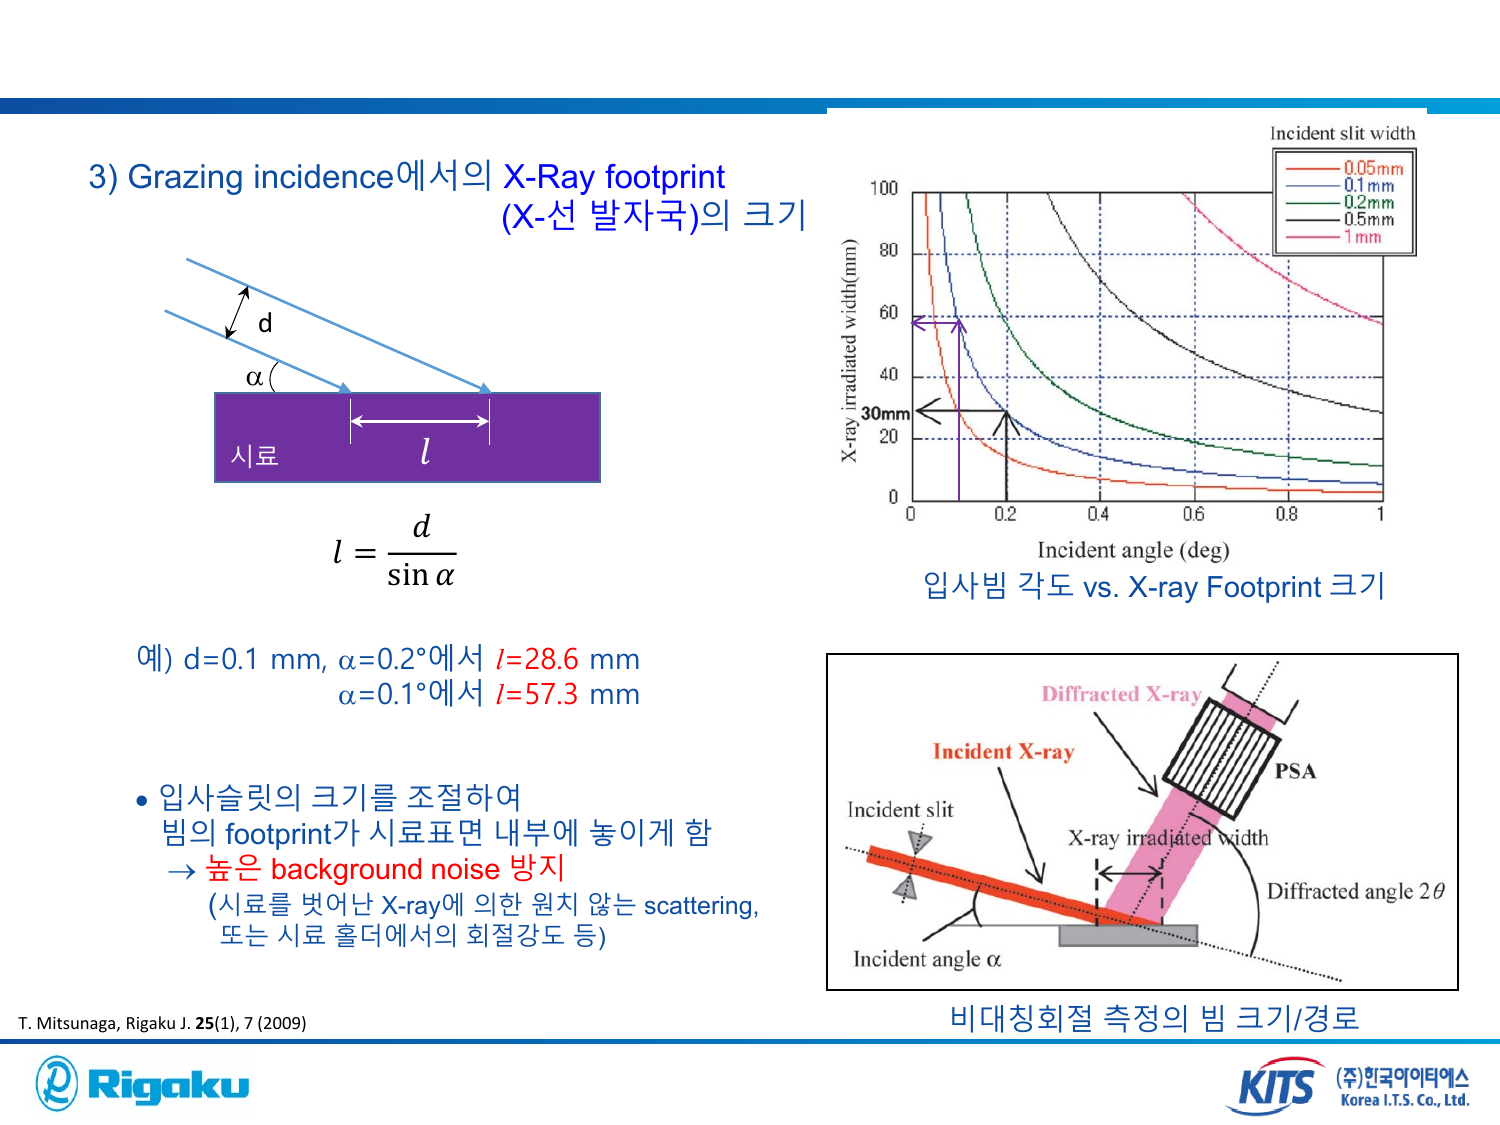 3) Grazing incidence에서의 X-Ray footprint
(X-선 발자국)의 크기
d
α
시료
l
l = d / sin α
예) d=0.1 mm, α=0.2°에서 l=28.6 mm
α=0.1°에서 l=57.3 mm
• 입사슬릿의 크기를 조절하여
빔의 footprint가 시료표면 내부에 놓이게 함
→ 높은 background noise 방지
(시료를 벗어난 X-ray에 의한 원치 않는 scattering,
또는 시료 홀더에서의 회절강도 등)
T. Mitsunaga, Rigaku J. 25(1), 7 (2009)
Incident slit width
0.05mm
0.1mm
0.2mm
0.5mm
1mm
X-ray irradiated width(mm)
100
80
60
40
30mm
20
0
0 0.2 0.4 0.6 0.8 1
Incident angle (deg)
입사빔 각도 vs. X-ray Footprint 크기
Diffracted X-ray
Incident X-ray
PSA
Incident slit
X-ray irradiated width
Diffracted angle 2θ
Incident angle α
비대칭회절 측정의 빔 크기/경로
Rigaku
KITS
(주)한국아이티에스
Korea I.T.S. Co., Ltd.